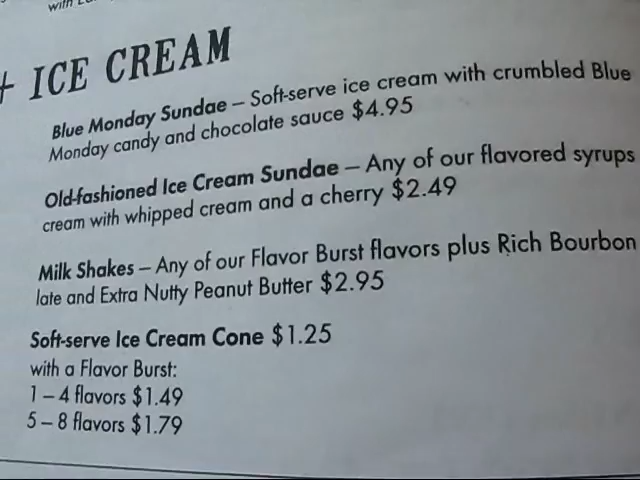 + ICE CREAM
Blue Monday Sundae – Soft-serve ice cream with crumbled Blue
Monday candy and chocolate sauce $4.95
Old-fashioned Ice Cream Sundae – Any of our flavored syrups
cream with whipped cream and a cherry $2.49
Milk Shakes – Any of our Flavor Burst flavors plus Rich Bourbon
late and Extra Nutty Peanut Butter $2.95
Soft-serve Ice Cream Cone $1.25
with a Flavor Burst:
1 – 4 flavors $1.49
5 – 8 flavors $1.79